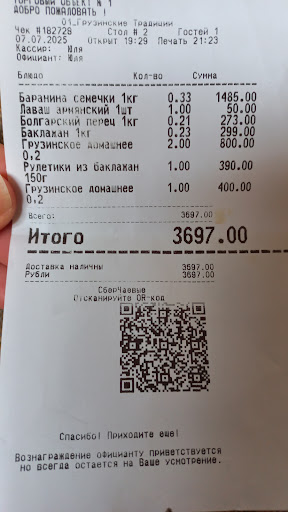 ТОРГОВЫЙ ОБЪЕКТ № 1
ДОБРО ПОЖАЛОВАТЬ !
01.Грузинские Традиции
Чек #182728 Стол # 2 Гостей 1
07.07.2025 Открыт 19:29 Печать 21:23
Кассир: Юля
Официант: Юля
Блюдо Кол-во Сумма
Баранина семечки 1кг 0.33 1485.00
Лаваш армянский 1шт 1.00 50.00
Болгарский перец 1кг 0.21 273.00
Баклажан 1кг 0.23 299.00
Грузинское домашнее 2.00 800.00
0,2
Рулетики из баклажан 1.00 390.00
150г
Грузинское домашнее 1.00 400.00
0,2
Всего: 3697.00
Итого 3697.00
Доставка наличны 3697.00
Рубли 3697.00
СберЧаевые
Отсканируйте QR-код
Спасибо! Приходите еще!
Вознаграждение официанту приветствуется
но всегда остается на Ваше усмотрение.